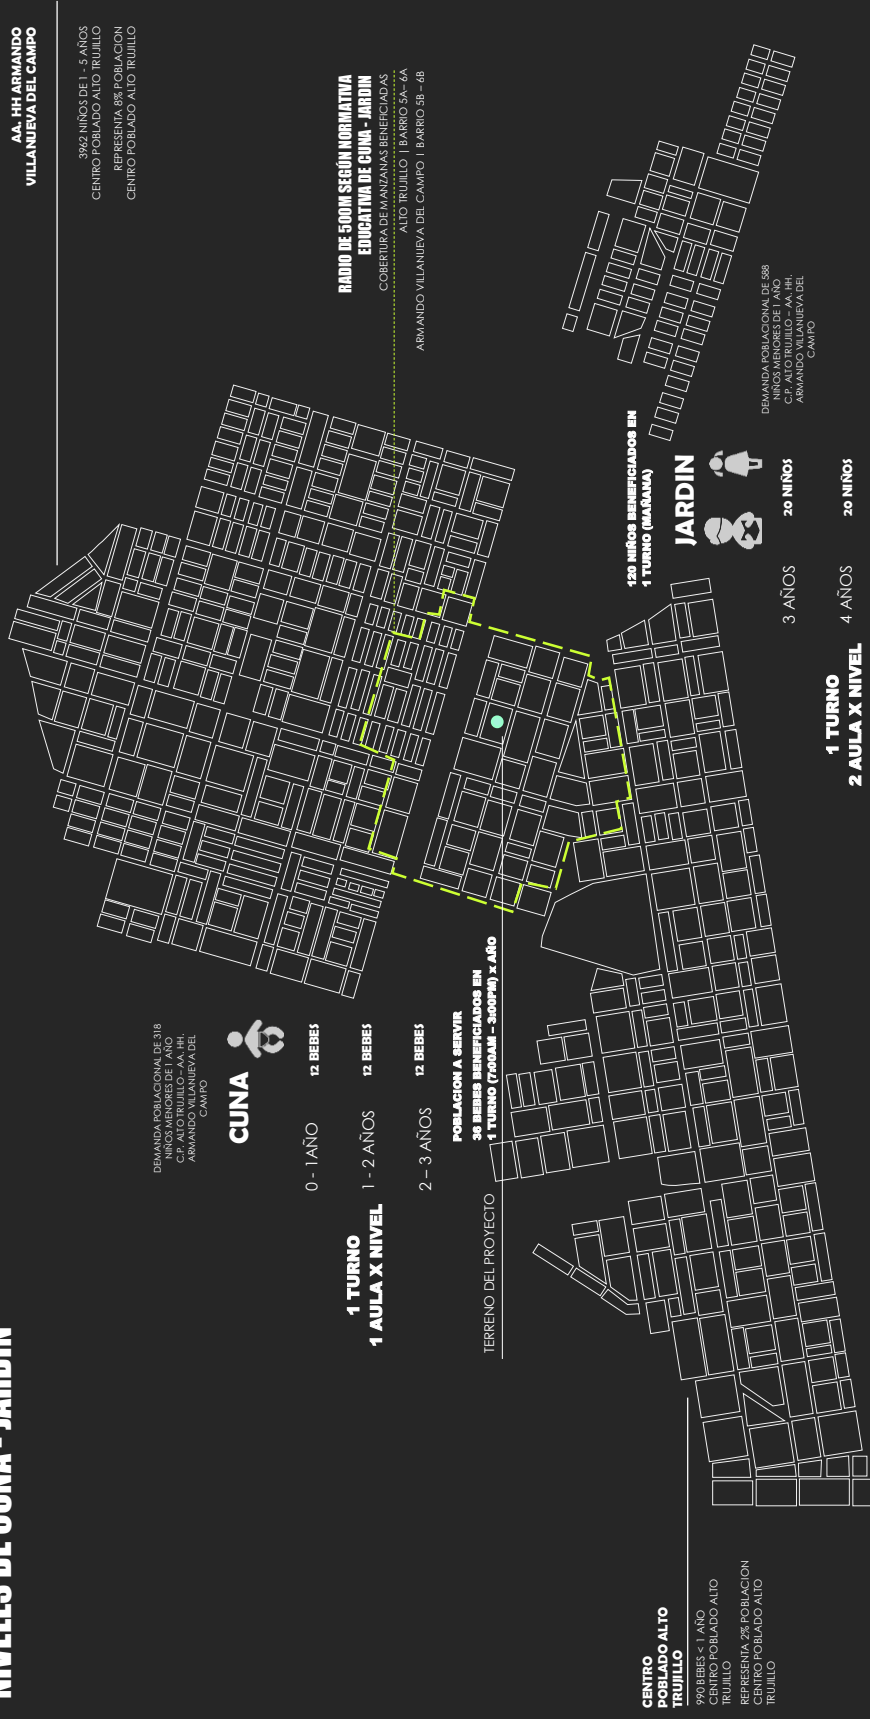 NIVELES DE CUNA - JARDIN
AA. HH ARMANDO
VILLANUEVA DEL CAMPO
3962 NIÑOS DE 1 - 5 AÑOS
CENTRO POBLADO ALTO TRUJILLO
REPRESENTA 8% POBLACION
CENTRO POBLADO ALTO TRUJILLO
RADIO DE 500M SEGÚN NORMATIVA
EDUCATIVA DE CUNA - JARDIN
COBERTURA DE MANZANAS BENEFICIADAS
ALTO TRUJILLO | BARRIO 5A– 6A
ARMANDO VILLANUEVA DEL CAMPO | BARRIO 5B – 6B
DEMANDA POBLACIONAL DE 318
NIÑOS MENORES DE 1 AÑO
C.P. ALTO TRUJILLO – AA. HH.
ARMANDO VILLANUEVA DEL
CAMPO
CUNA
0 - 1AÑO 12 BEBES
1 - 2 AÑOS 12 BEBES
2 – 3 AÑOS 12 BEBES
1 TURNO
1 AULA X NIVEL
POBLACION A SERVIR
36 BEBES BENEFICIADOS EN
1 TURNO (7:00AM – 3:00PM) x AÑO
TERRENO DEL PROYECTO
120 NIÑOS BENEFICIADOS EN
1 TURNO (MAÑANA)
JARDIN
DEMANDA POBLACIONAL DE 588
NIÑOS MENORES DE 1 AÑO
C.P. ALTO TRUJILLO – AA. HH.
ARMANDO VILLANUEVA DEL
CAMPO
3 AÑOS 20 NIÑOS
4 AÑOS 20 NIÑOS
1 TURNO
2 AULA X NIVEL
CENTRO
POBLADO ALTO
TRUJILLO
990 BEBES < 1 AÑO
CENTRO POBLADO ALTO
TRUJILLO
REPRESENTA 2% POBLACION
CENTRO POBLADO ALTO
TRUJILLO